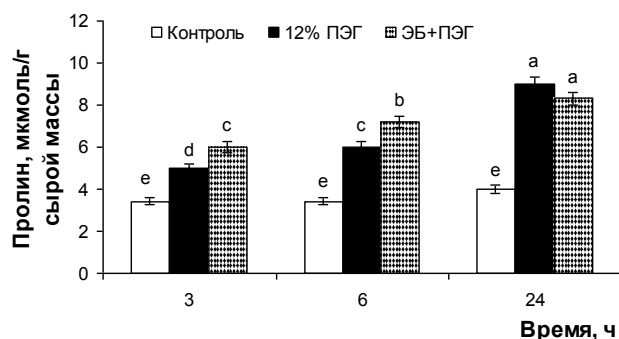 12
10
8
6
4
2
0
Пролин, мкмоль/г
сырой массы
Контроль 12% ПЭГ ЭБ+ПЭГ
e d c
e c b
e a a
3 6 24
Время, ч